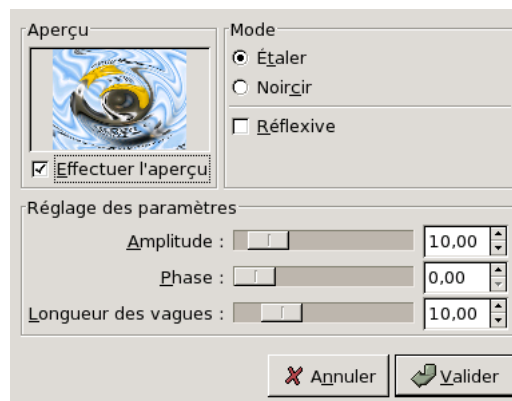 Aperçu
Effectuer l'aperçu
Mode
Étaler
Noircir
Réflexive
Réglage des paramètres
Amplitude : 10,00
Phase : 0,00
Longueur des vagues : 10,00
Annuler
Valider